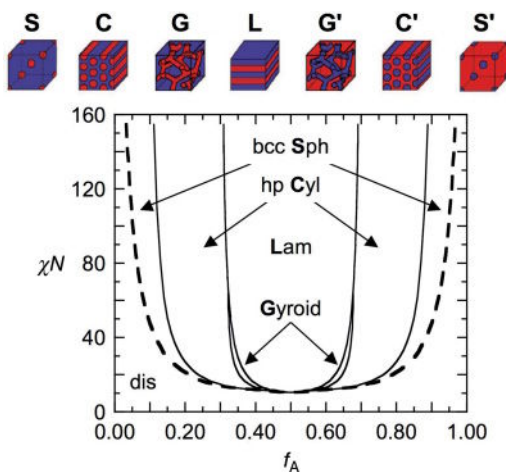 S C G L G' C' S'
160
bcc Sph
120
hp Cyl
χN 80
Lam
40
Gyroid
dis
0
0.00 0.20 0.40 0.60 0.80 1.00
fA